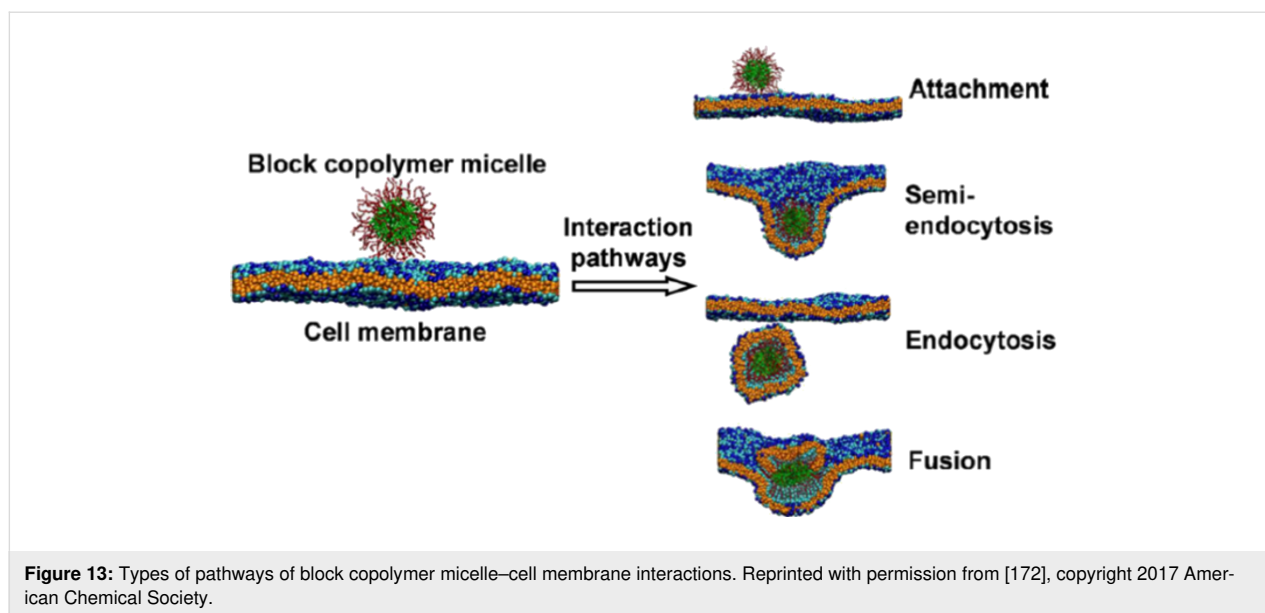 Attachment
Block copolymer micelle
Semi-
endocytosis
Interaction
pathways
Cell membrane
Endocytosis
Fusion
Figure 13: Types of pathways of block copolymer micelle–cell membrane interactions. Reprinted with permission from [172], copyright 2017 Amer-
ican Chemical Society.